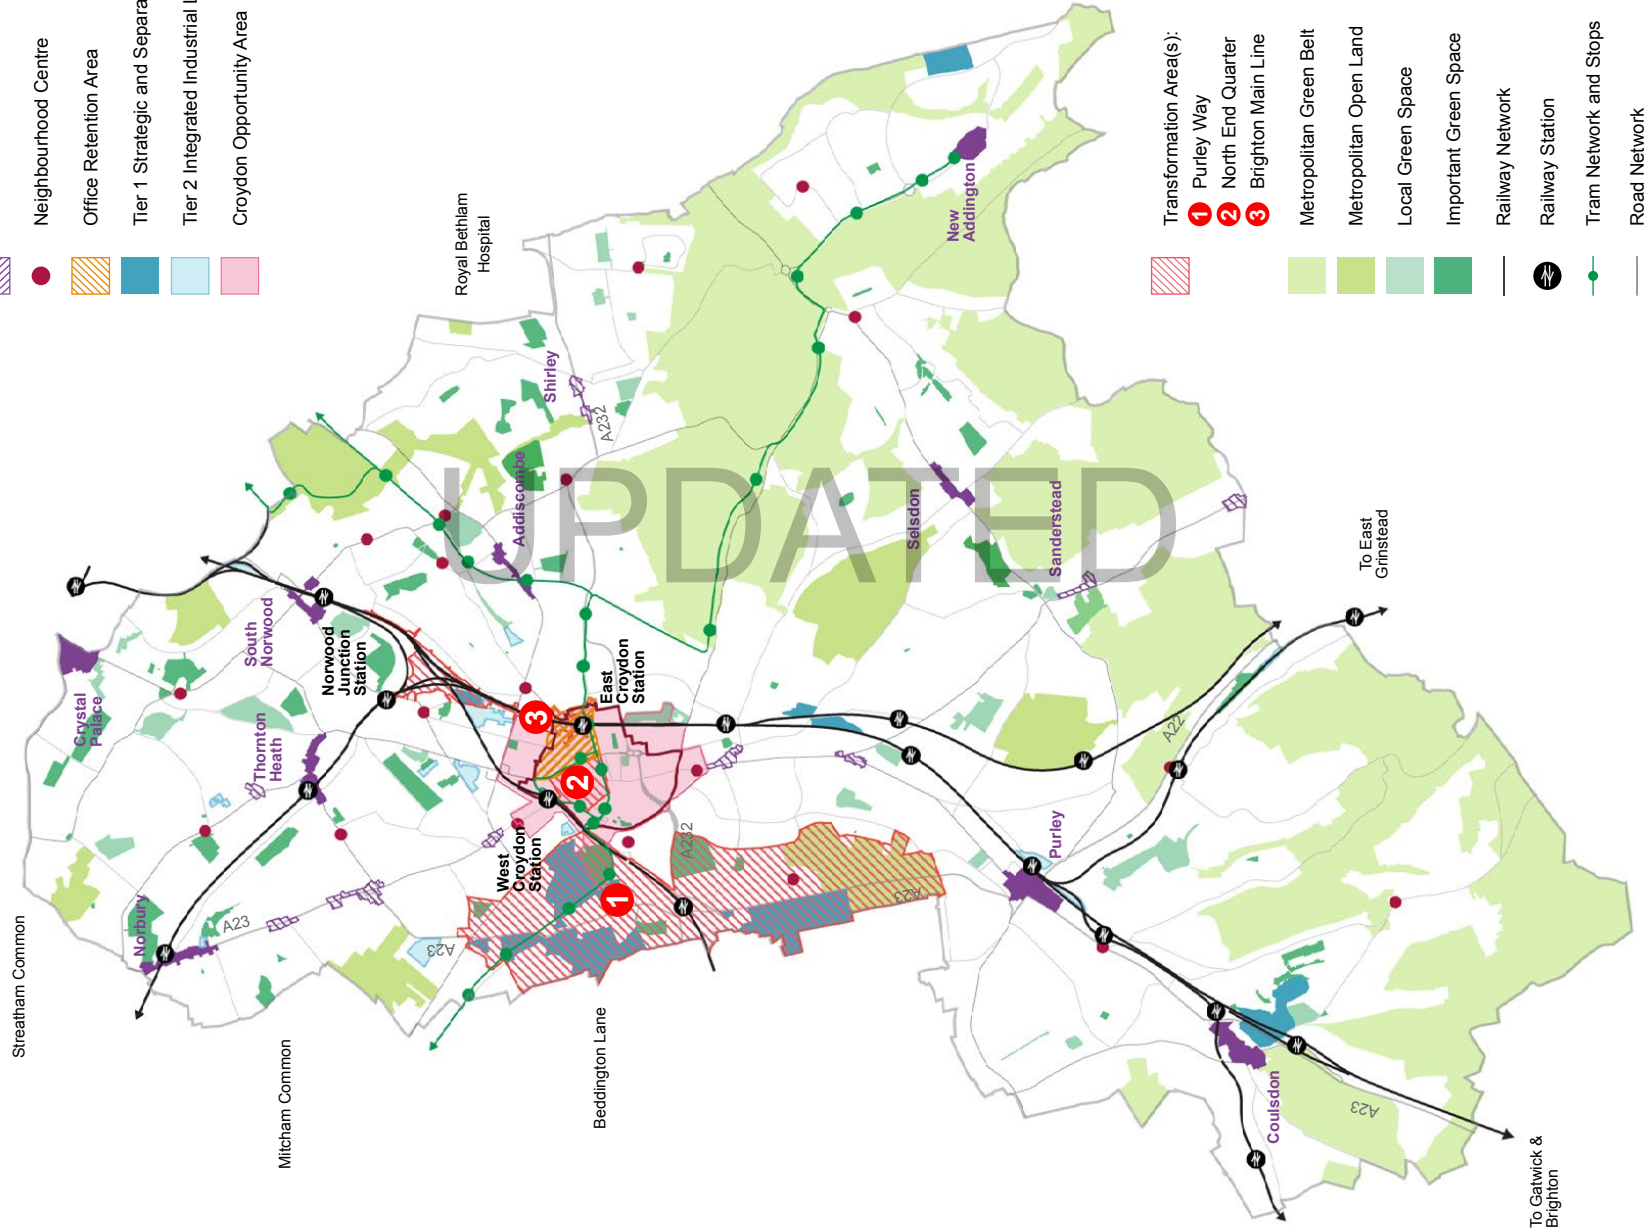 Neighbourhood Centre
Office Retention Area
Tier 1 Strategic and Separa
Tier 2 Integrated Industrial L
Croydon Opportunity Area
Transformation Area(s):
1 Purley Way
2 North End Quarter
3 Brighton Main Line
Metropolitan Green Belt
Metropolitan Open Land
Local Green Space
Important Green Space
Railway Network
Railway Station
Tram Network and Stops
Road Network
Streatham Common
Mitcham Common
Beddington Lane
Royal Bethlam
Hospital
To East
Grinstead
To Gatwick &
Brighton
Crystal
Palace
South
Norwood
Norwood
Junction
Station
Thornton
Heath
Norbury
A23
A23
West
Croydon
Station
East
Croydon
Station
Addiscombe
Shirley
A232
A232
A23
New
Addington
Selsdon
Sanderstead
Purley
A22
Coulsdon
A23
1
2
3
UPDATED